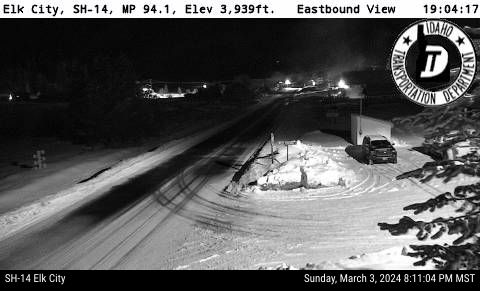 Elk City, SH-14, MP 94.1, Elev 3,939ft. Eastbound View 19:04:17
IDAHO
TRANSPORTATION DEPARTMENT
SH-14 Elk City Sunday, March 3, 2024 8:11:04 PM MST